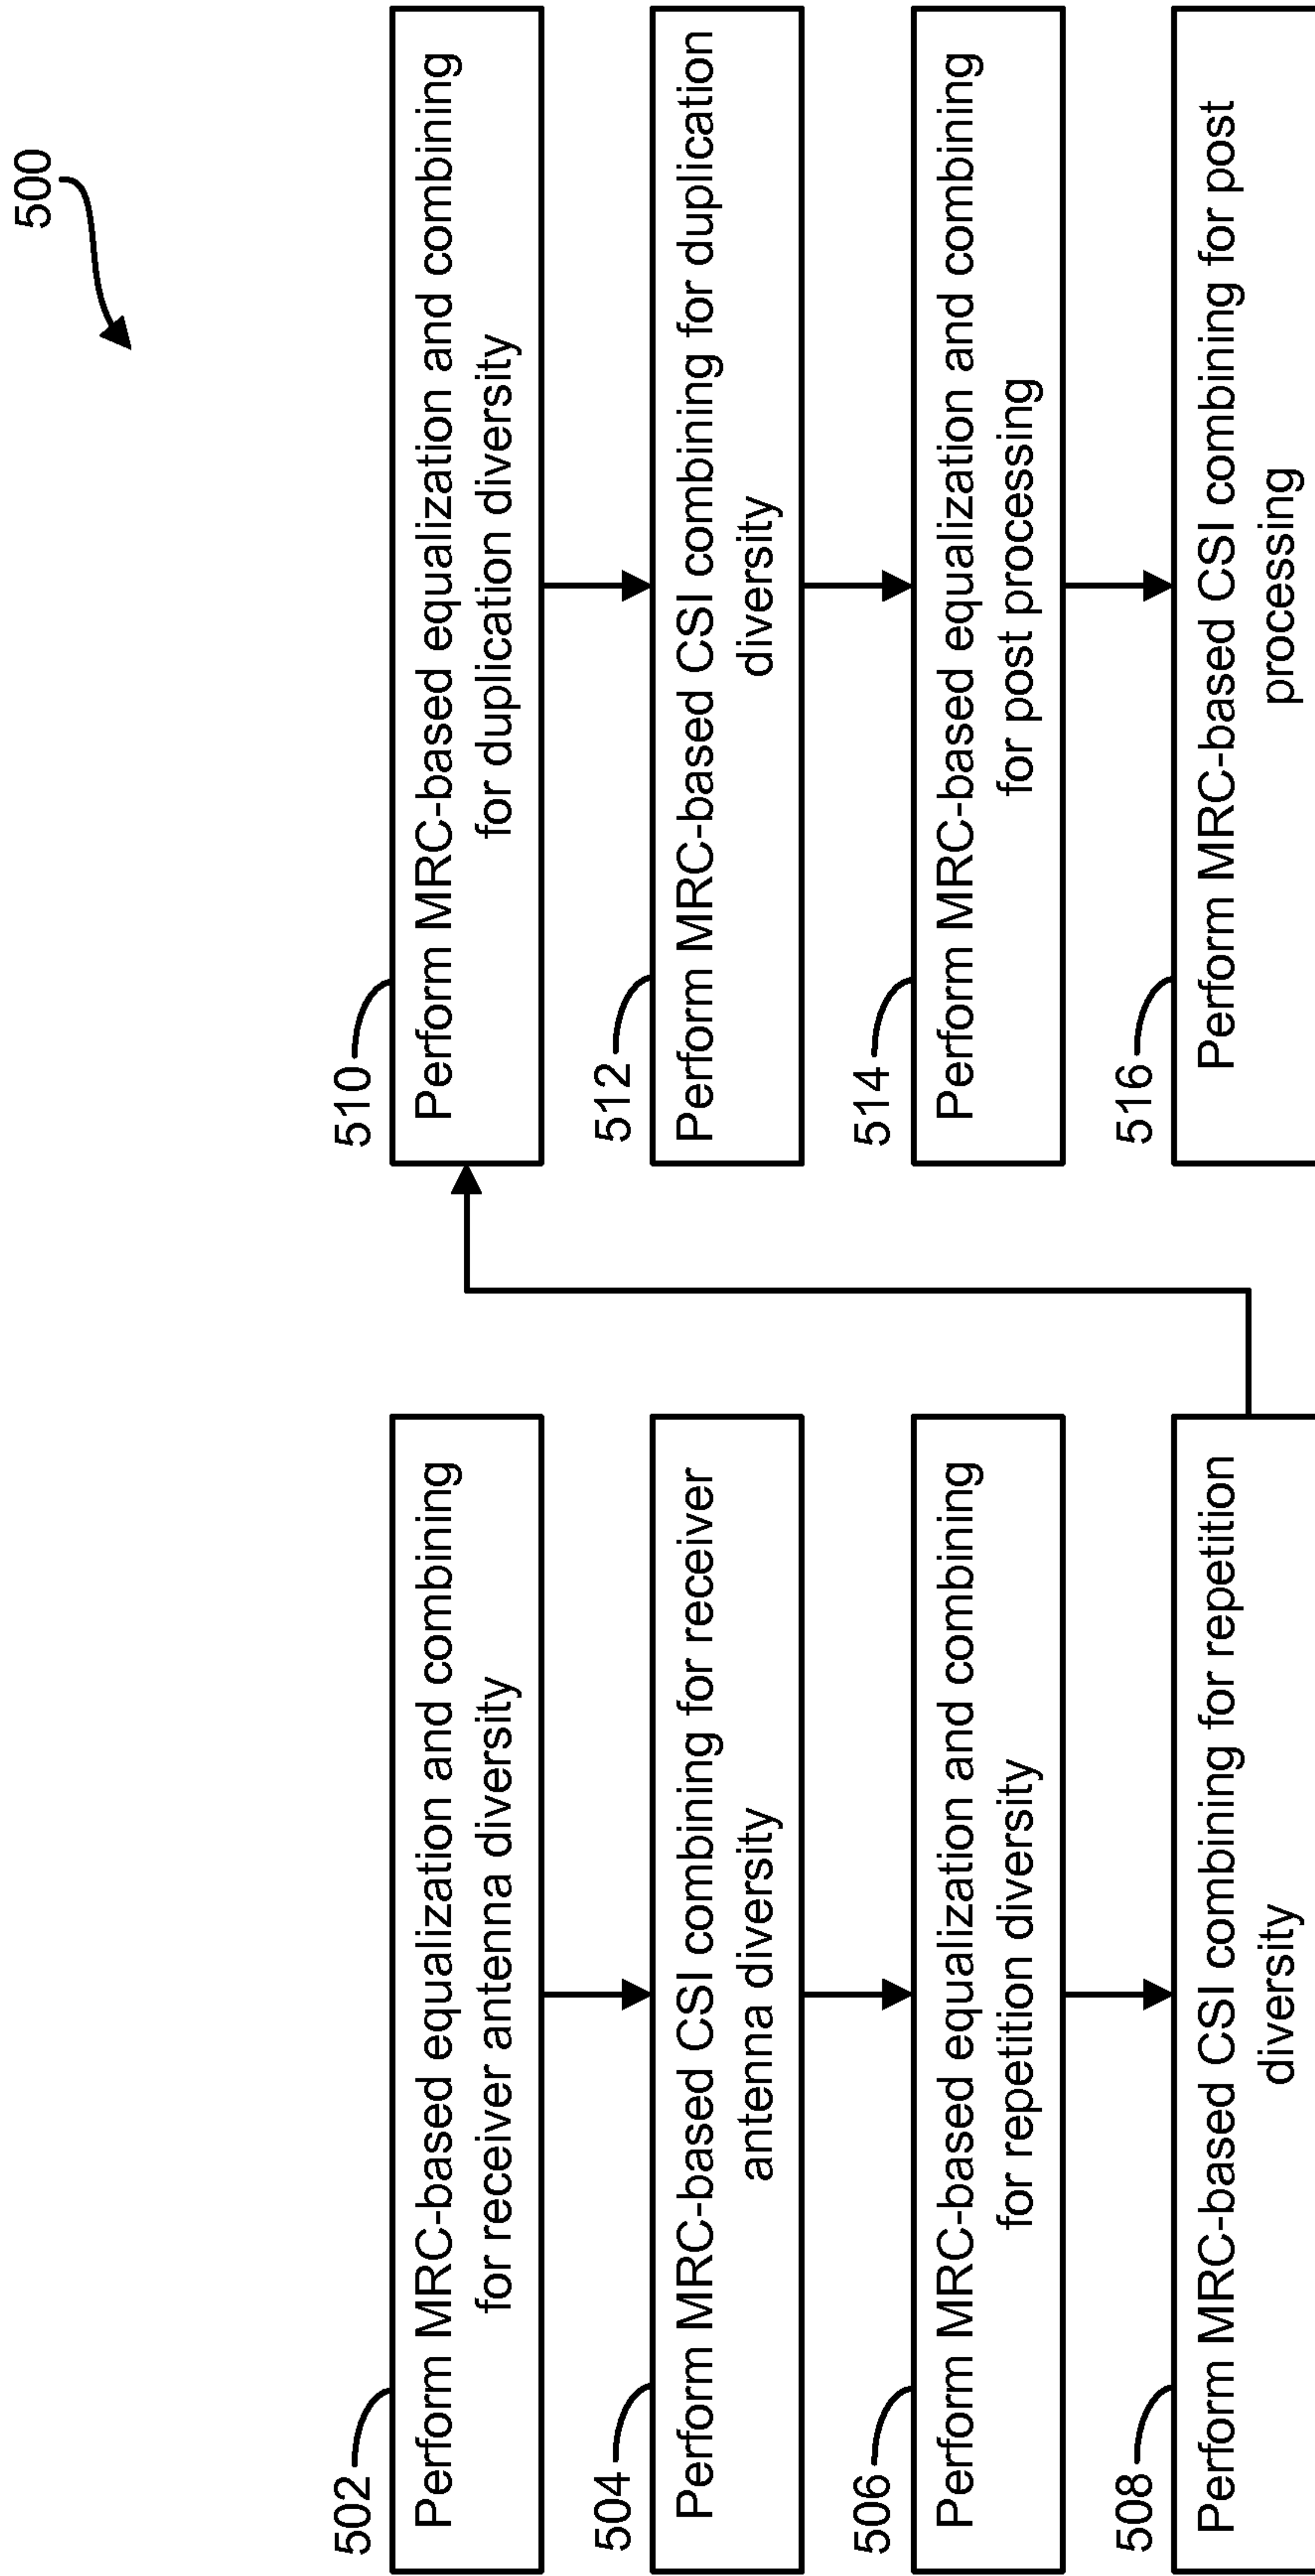 500
502
Perform MRC-based equalization and combining
for receiver antenna diversity
504
Perform MRC-based CSI combining for receiver
antenna diversity
506
Perform MRC-based equalization and combining
for repetition diversity
508
Perform MRC-based CSI combining for repetition
diversity
510
Perform MRC-based equalization and combining
for duplication diversity
512
Perform MRC-based CSI combining for duplication
diversity
514
Perform MRC-based equalization and combining
for post processing
516
Perform MRC-based CSI combining for post
processing